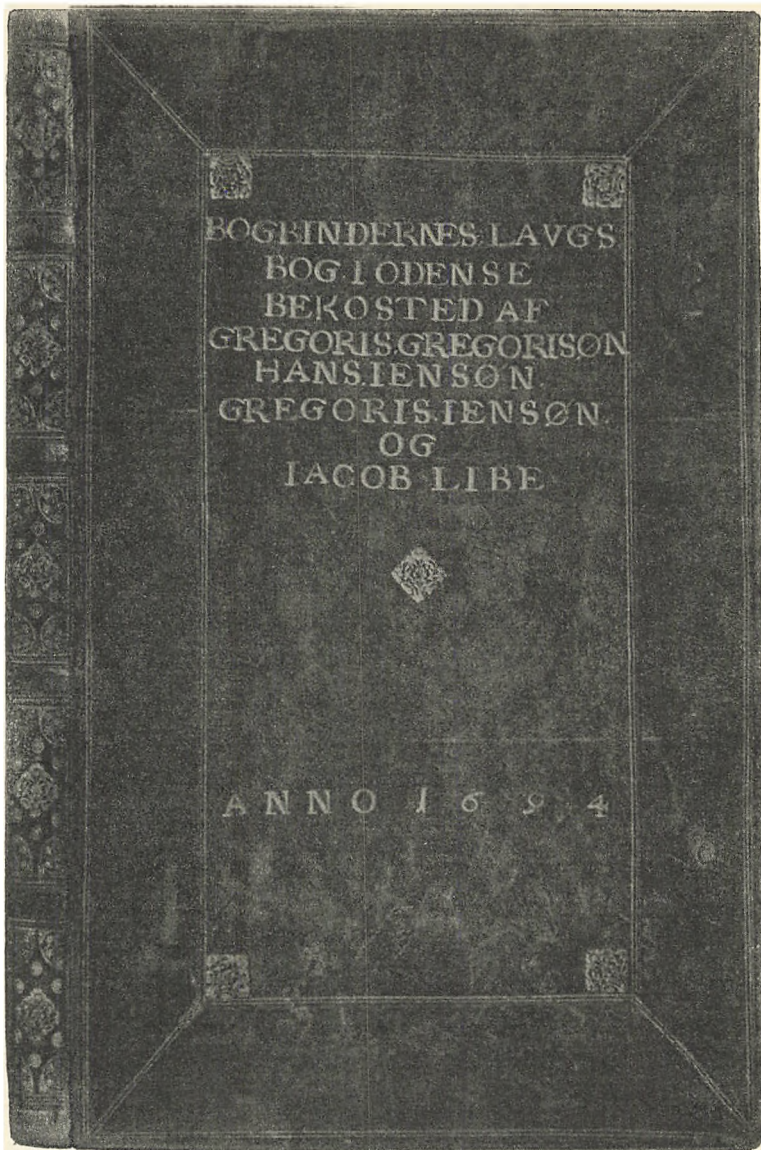 BOGBINDERNES LAVGS
BOG I ODENSE
BEKOSTED AF
GREGORIS.GREGORISØN
HANS.IENSØN.
GREGORIS.IENSØN.
OG
IACOB LIBE
ANNO 1694